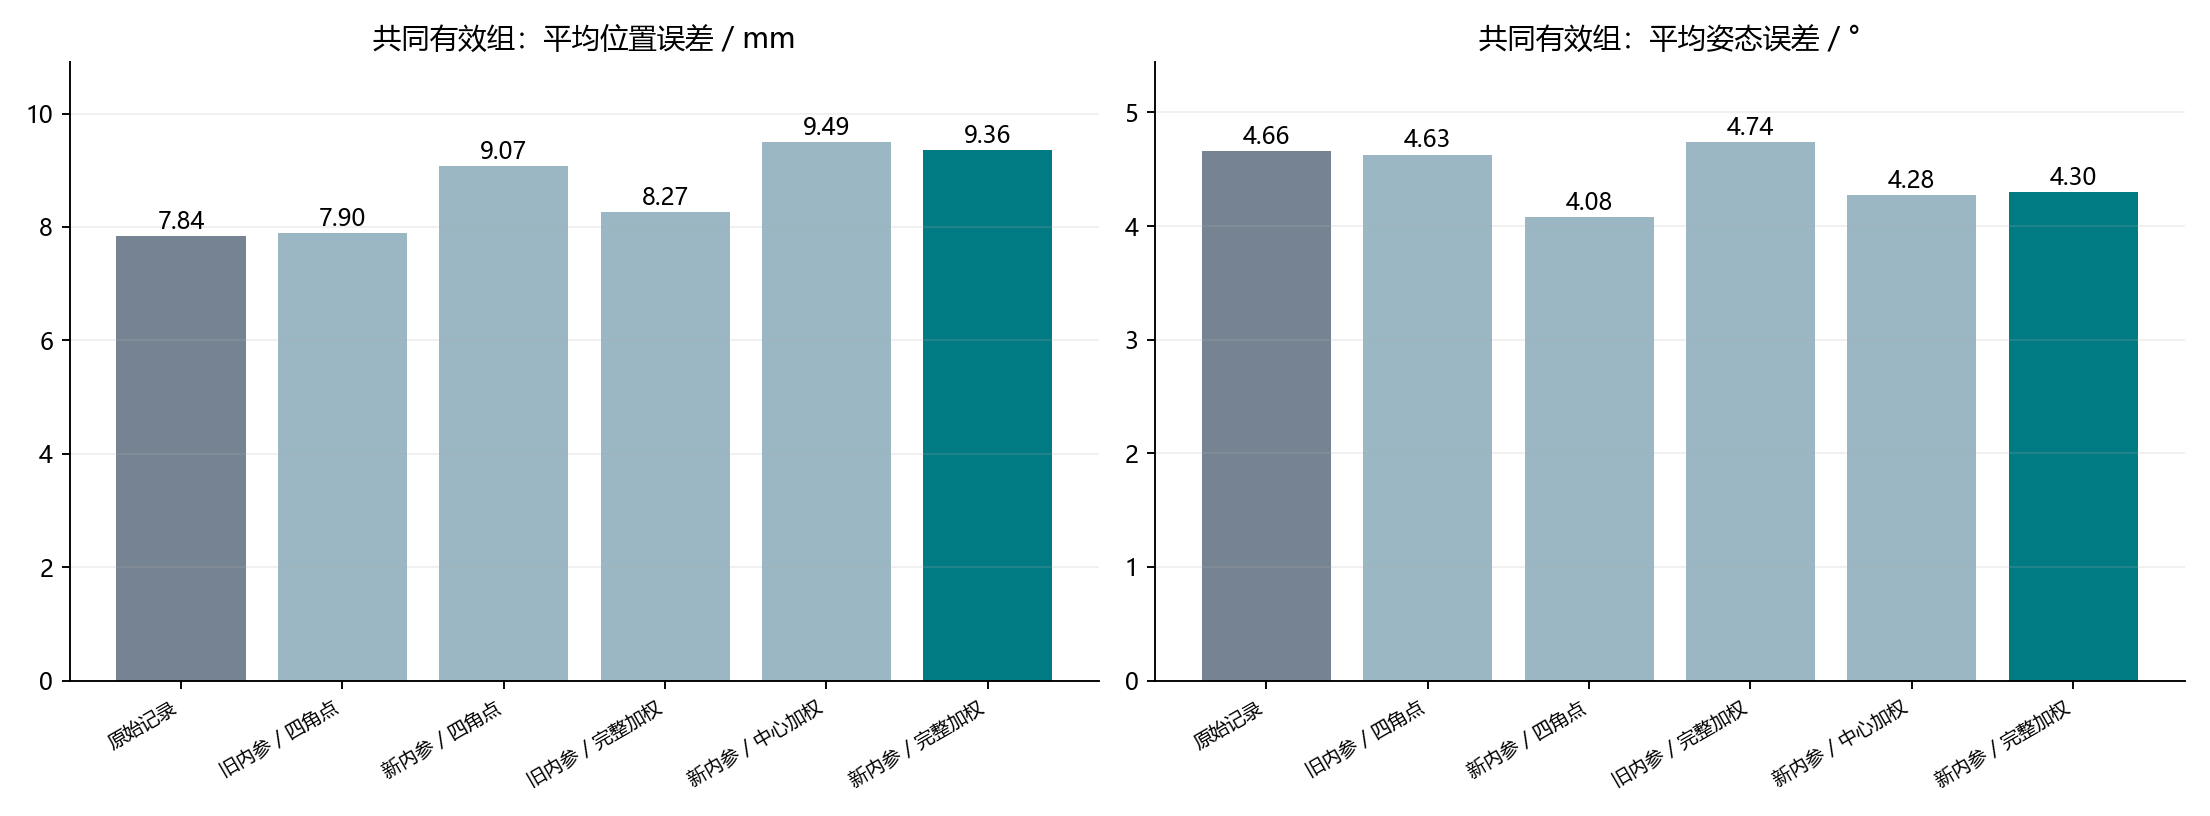 共同有效组：平均位置误差 / mm
10
8
6
4
2
0
7.84
7.90
9.07
8.27
9.49
9.36
原始记录
旧内参 / 四角点
新内参 / 四角点
旧内参 / 完整加权
新内参 / 中心加权
新内参 / 完整加权
共同有效组：平均姿态误差 / °
5
4
3
2
1
0
4.66
4.63
4.08
4.74
4.28
4.30
原始记录
旧内参 / 四角点
新内参 / 四角点
旧内参 / 完整加权
新内参 / 中心加权
新内参 / 完整加权